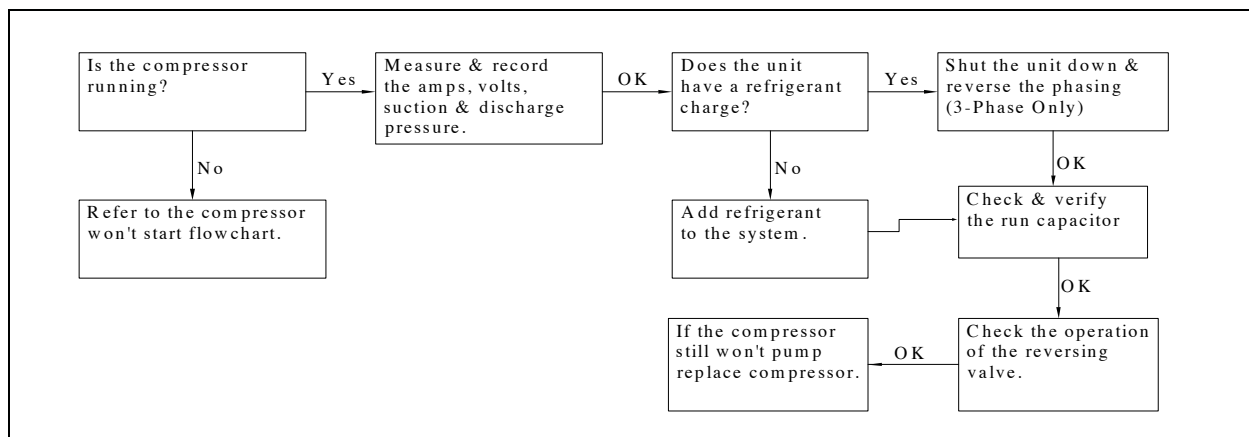 Is the compressor
running?
Yes
Measure & record
the amps, volts,
suction & discharge
pressure.
OK
Does the unit
have a refrigerant
charge?
Yes
Shut the unit down &
reverse the phasing
(3-Phase Only)
No
No
OK
Refer to the compressor
won't start flowchart.
Add refrigerant
to the system.
Check & verify
the run capacitor
OK
If the compressor
still won't pump
replace compressor.
OK
Check the operation
of the reversing
valve.